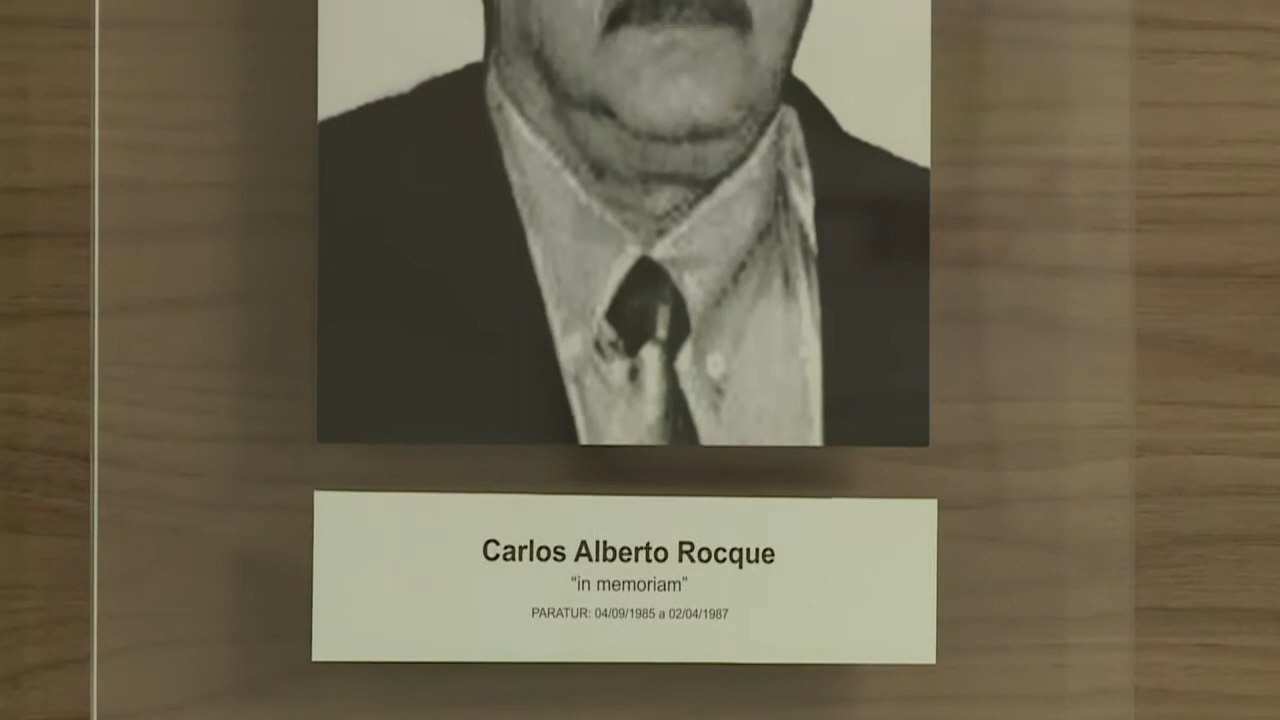 Carlos Alberto Rocque
“in memoriam”
PARATUR: 04/09/1985 a 02/04/1987